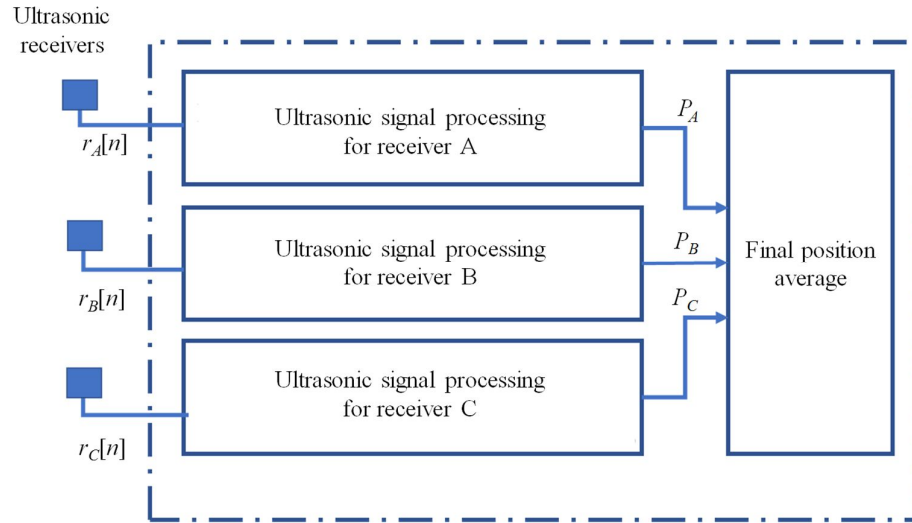 Ultrasonic
receivers
r_A[n]
Ultrasonic signal processing
for receiver A
P_A
r_B[n]
Ultrasonic signal processing
for receiver B
P_B
r_C[n]
Ultrasonic signal processing
for receiver C
P_C
Final position
average